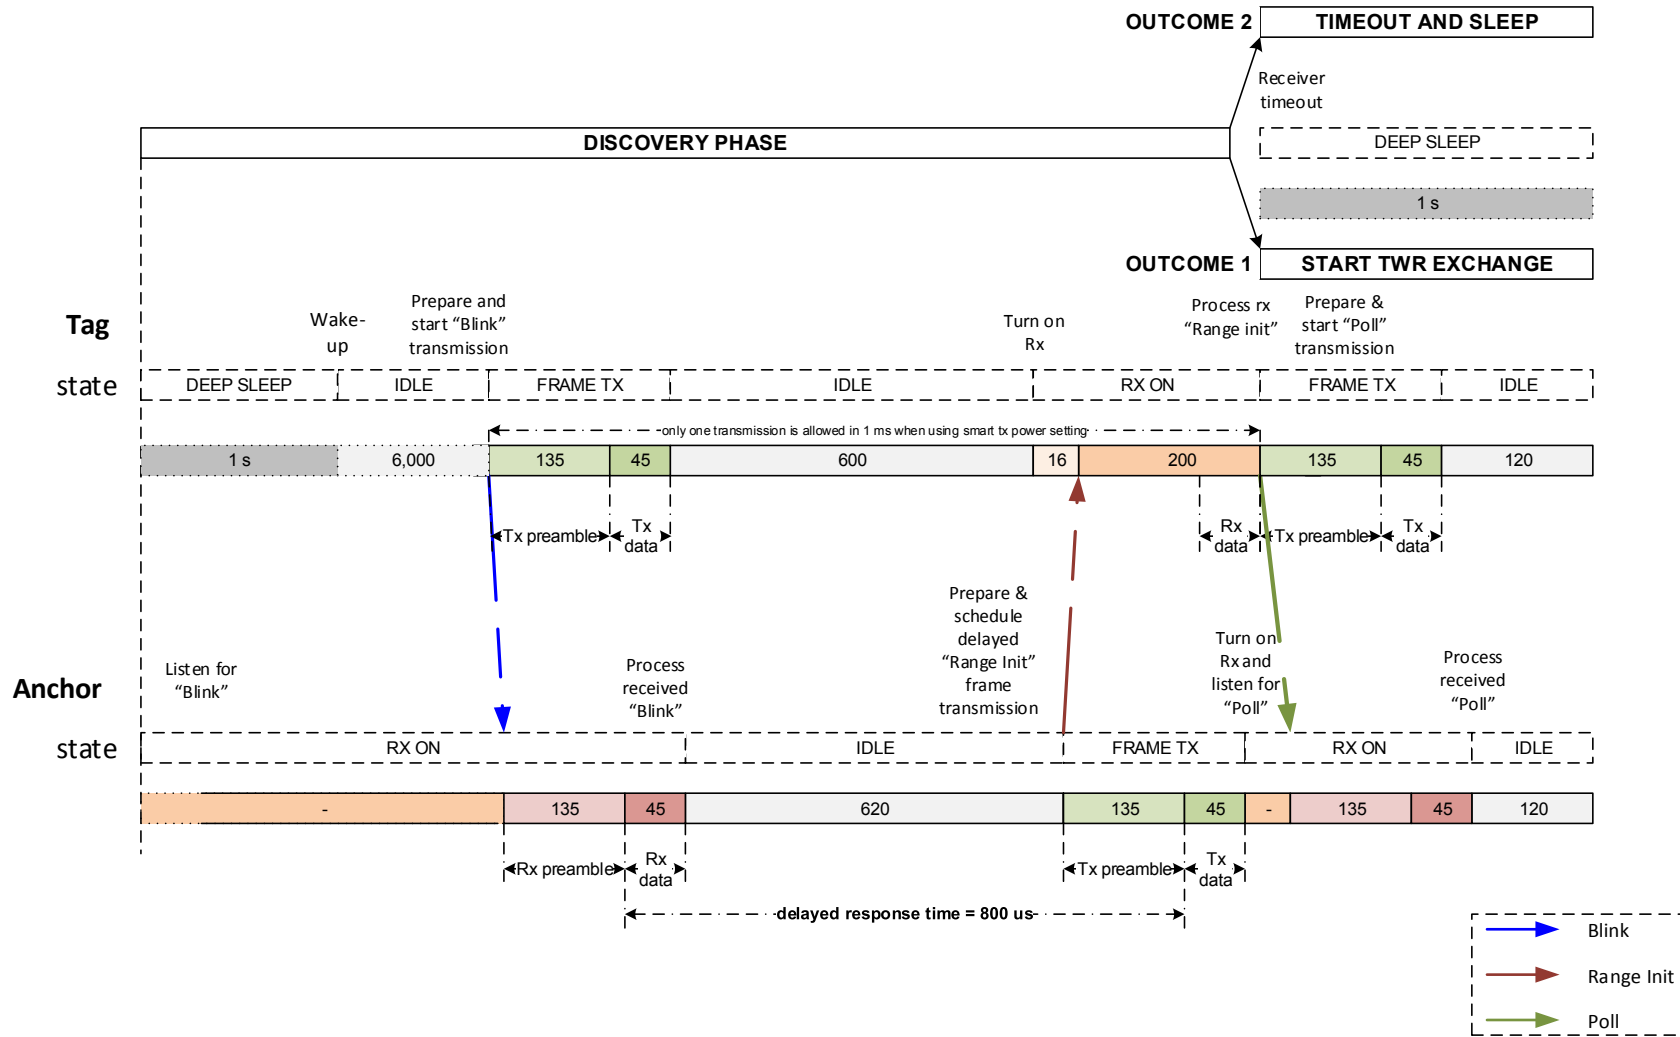 OUTCOME 2
TIMEOUT AND SLEEP
Receiver
timeout
DISCOVERY PHASE
DEEP SLEEP
1 s
OUTCOME 1
START TWR EXCHANGE
Tag
Wake-
up
Prepare and
start “Blink”
transmission
Turn on
Rx
Process rx
“Range init”
Prepare &
start “Poll”
transmission
state
DEEP SLEEP
IDLE
FRAME TX
IDLE
RX ON
FRAME TX
IDLE
only one transmission is allowed in 1 ms when using smart tx power setting
1 s
6,000
135
45
600
16
200
135
45
120
Tx preamble
Tx
data
Rx
data
Tx preamble
Tx
data
Anchor
Listen for
“Blink”
Process
received
“Blink”
Prepare &
schedule
delayed
“Range Init”
frame
transmission
Turn on
Rx and
listen for
“Poll”
Process
received
“Poll”
state
RX ON
IDLE
FRAME TX
RX ON
IDLE
-
135
45
620
135
45
-
135
45
120
Rx preamble
Rx
data
Tx preamble
Tx
data
delayed response time = 800 us
Blink
Range Init
Poll